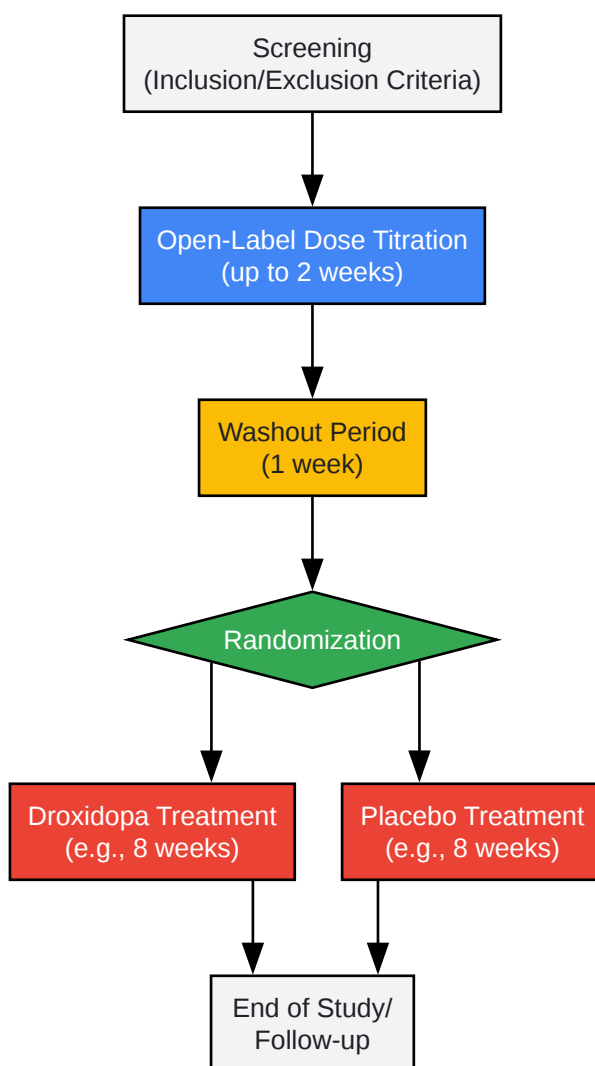 Screening
(Inclusion/Exclusion Criteria)
Open-Label Dose Titration
(up to 2 weeks)
Washout Period
(1 week)
Randomization
Droxidopa Treatment
(e.g., 8 weeks)
Placebo Treatment
(e.g., 8 weeks)
End of Study/
Follow-up